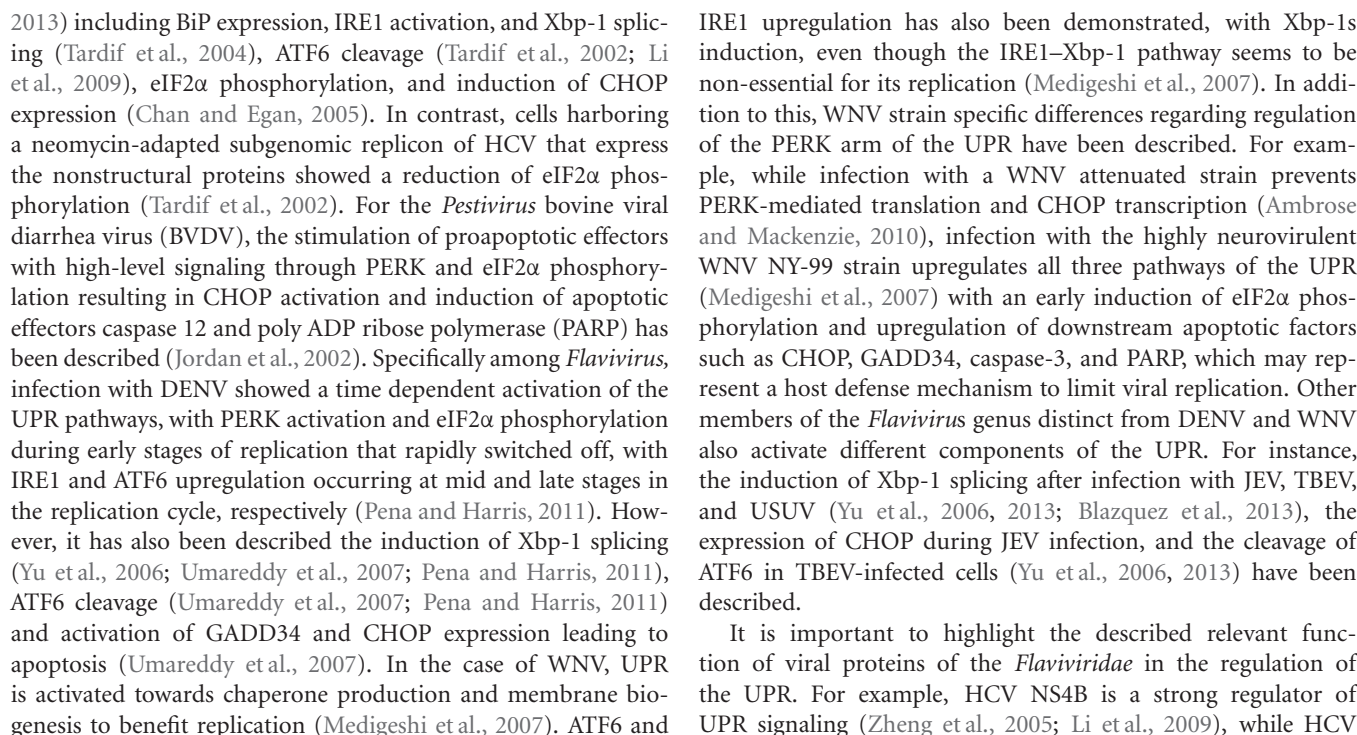 2013) including BiP expression, IRE1 activation, and Xbp-1 splic-
ing (Tardif et al., 2004), ATF6 cleavage (Tardif et al., 2002; Li
et al., 2009), eIF2α phosphorylation, and induction of CHOP
expression (Chan and Egan, 2005). In contrast, cells harboring
a neomycin-adapted subgenomic replicon of HCV that express
the nonstructural proteins showed a reduction of eIF2α phos-
phorylation (Tardif et al., 2002). For the Pestivirus bovine viral
diarrhea virus (BVDV), the stimulation of proapoptotic effectors
with high-level signaling through PERK and eIF2α phosphory-
lation resulting in CHOP activation and induction of apoptotic
effectors caspase 12 and poly ADP ribose polymerase (PARP) has
been described (Jordan et al., 2002). Specifically among Flavivirus,
infection with DENV showed a time dependent activation of the
UPR pathways, with PERK activation and eIF2α phosphorylation
during early stages of replication that rapidly switched off, with
IRE1 and ATF6 upregulation occurring at mid and late stages in
the replication cycle, respectively (Pena and Harris, 2011). How-
ever, it has also been described the induction of Xbp-1 splicing
(Yu et al., 2006; Umareddy et al., 2007; Pena and Harris, 2011),
ATF6 cleavage (Umareddy et al., 2007; Pena and Harris, 2011)
and activation of GADD34 and CHOP expression leading to
apoptosis (Umareddy et al., 2007). In the case of WNV, UPR
is activated towards chaperone production and membrane bio-
genesis to benefit replication (Medigeshi et al., 2007). ATF6 and
IRE1 upregulation has also been demonstrated, with Xbp-1s
induction, even though the IRE1–Xbp-1 pathway seems to be
non-essential for its replication (Medigeshi et al., 2007). In addi-
tion to this, WNV strain specific differences regarding regulation
of the PERK arm of the UPR have been described. For exam-
ple, while infection with a WNV attenuated strain prevents
PERK-mediated translation and CHOP transcription (Ambrose
and Mackenzie, 2010), infection with the highly neurovirulent
WNV NY-99 strain upregulates all three pathways of the UPR
(Medigeshi et al., 2007) with an early induction of eIF2α phos-
phorylation and upregulation of downstream apoptotic factors
such as CHOP, GADD34, caspase-3, and PARP, which may rep-
resent a host defense mechanism to limit viral replication. Other
members of the Flavivirus genus distinct from DENV and WNV
also activate different components of the UPR. For instance,
the induction of Xbp-1 splicing after infection with JEV, TBEV,
and USUV (Yu et al., 2006, 2013; Blazquez et al., 2013), the
expression of CHOP during JEV infection, and the cleavage of
ATF6 in TBEV-infected cells (Yu et al., 2006, 2013) have been
described.
It is important to highlight the described relevant func-
tion of viral proteins of the Flaviviridae in the regulation of
the UPR. For example, HCV NS4B is a strong regulator of
UPR signaling (Zheng et al., 2005; Li et al., 2009), while HCV